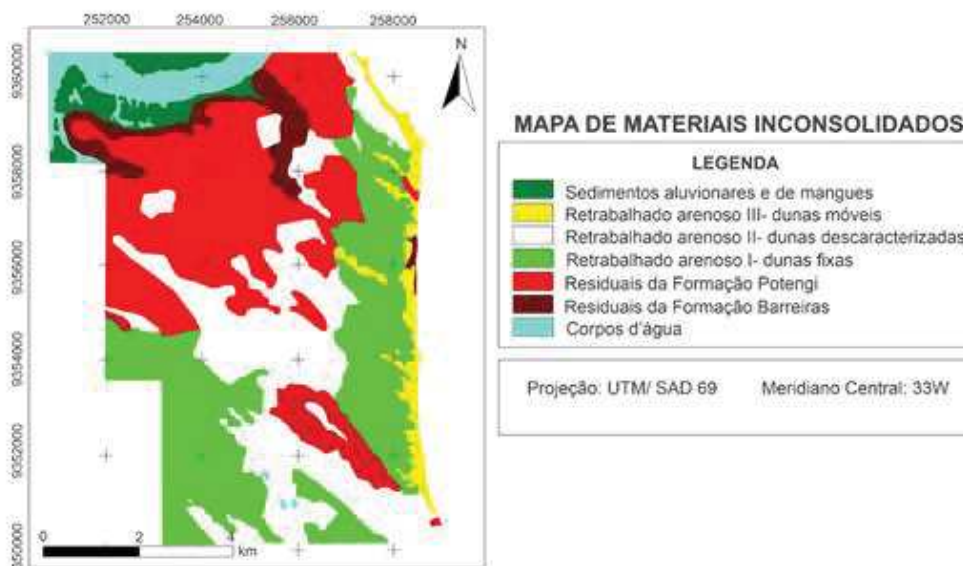 252000 254000 256000 258000
9360000
9358000
9356000
9354000
9352000
9350000
N
0 2 4
km
MAPA DE MATERIAIS INCONSOLIDADOS
LEGENDA
Sedimentos aluvionares e de mangues
Retrabalhado arenoso III- dunas móveis
Retrabalhado arenoso II- dunas descaracterizadas
Retrabalhado arenoso I- dunas fixas
Residuais da Formação Potengi
Residuais da Formação Barreiras
Corpos d'água
Projeção: UTM/ SAD 69 Meridiano Central: 33W